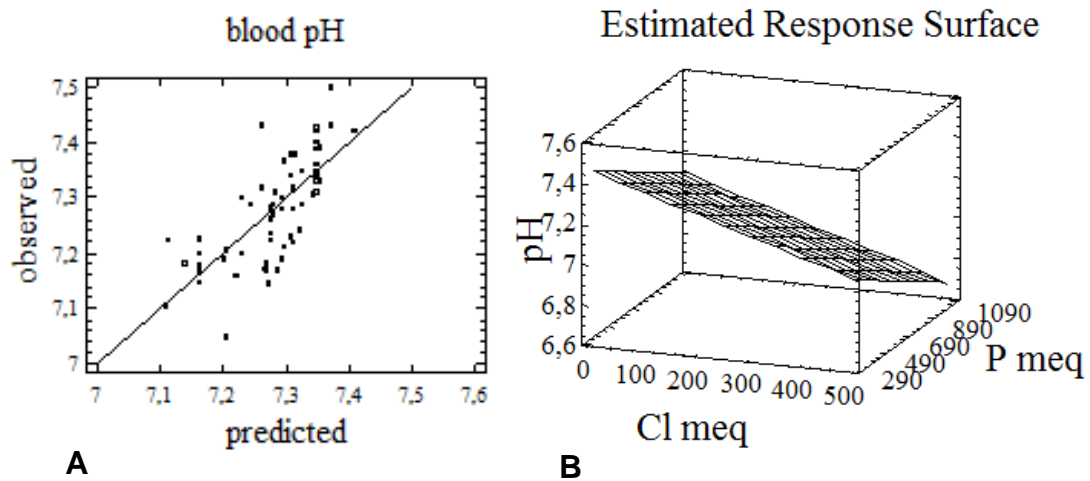 blood pH
7,5
7,4
7,3
7,2
7,1
7
observed
7 7,1 7,2 7,3 7,4 7,5 7,6
predicted
A
Estimated Response Surface
7,6
7,4
7,2
7
6,8
6,6
pH
0 100 200 300 400 500
Cl meq
290 490 690 890 1090
P meq
B